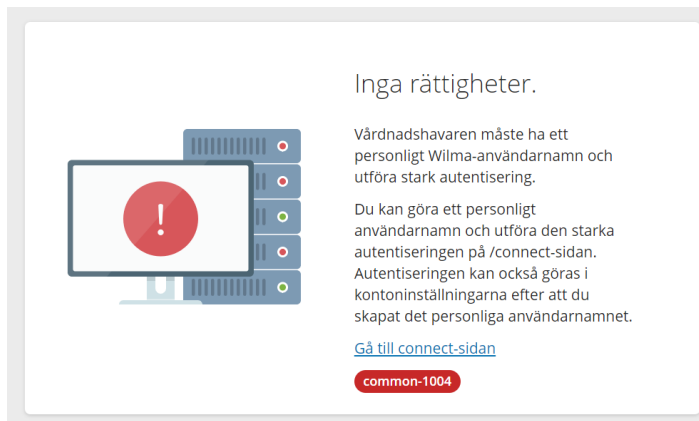 Inga rättigheter.
Vårdnadshavaren måste ha ett
personligt Wilma-användarnamn och
utföra stark autentisering.
Du kan göra ett personligt
användarnamn och utföra den starka
autentiseringen på /connect-sidan.
Autentiseringen kan också göras i
kontoninställningarna efter att du
skapat det personliga användarnamnet.
Gå till connect-sidan
common-1004